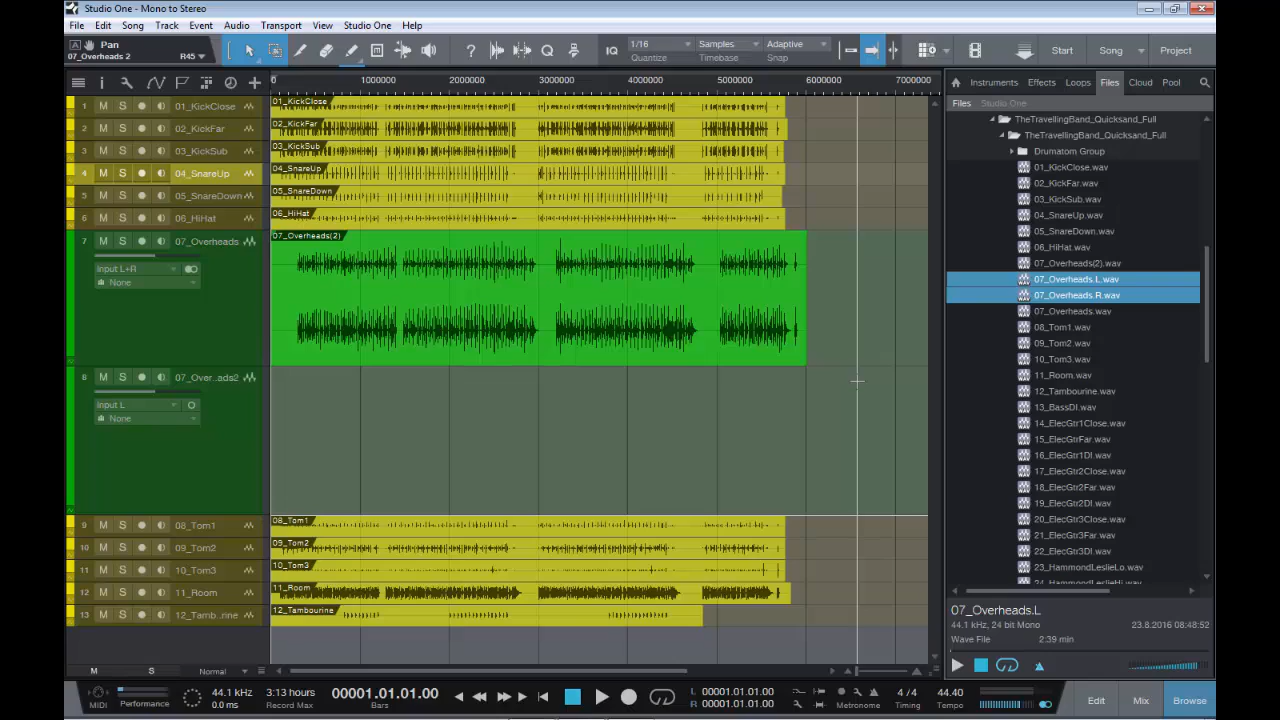 Studio One - Mono to Stereo
File Edit Song Track Event Audio Transport View Studio One Help
Pan
07_Overheads 2 R45
IQ 1/16 Samples Adaptive
Quantize Timebase Snap
Start Song Project
0 1000000 2000000 3000000 4000000 5000000 6000000 7000000
Instruments Effects Loops Files Cloud Pool
Files Studio One
1 M S 01_KickClose
01_KickClose
2 M S 02_KickFar
02_KickFar
3 M S 03_KickSub
03_KickSub
4 M S 04_SnareUp
04_SnareUp
5 M S 05_SnareDown
05_SnareDown
6 M S 06_HiHat
06_HiHat
7 M S 07_Overheads
07_Overheads(2)
Input L+R
None
8 M S 07_Over..ads2
Input L
None
9 M S 08_Tom1
08_Tom1
10 M S 09_Tom2
09_Tom2
11 M S 10_Tom3
10_Tom3
12 M S 11_Room
11_Room
13 M S 12_Tamb..rine
12_Tambourine
M S Normal
TheTravellingBand_Quicksand_Full
TheTravellingBand_Quicksand_Full
Drumatom Group
01_KickClose.wav
02_KickFar.wav
03_KickSub.wav
04_SnareUp.wav
05_SnareDown.wav
06_HiHat.wav
07_Overheads(2).wav
07_Overheads.L.wav
07_Overheads.R.wav
07_Overheads.wav
08_Tom1.wav
09_Tom2.wav
10_Tom3.wav
11_Room.wav
12_Tambourine.wav
13_BassDI.wav
14_ElecGtr1Close.wav
15_ElecGtrFar.wav
16_ElecGtr1DI.wav
17_ElecGtr2Close.wav
18_ElecGtr2Far.wav
19_ElecGtr2DI.wav
20_ElecGtr3Close.wav
21_ElecGtr3Far.wav
22_ElecGtr3DI.wav
23_HammondLeslieLo.wav
24_HammondLeslieHi.wav
07_Overheads.L
44.1 kHz, 24 bit Mono 23.8.2016 08:48:52
Wave File 2:39 min
MIDI Performance
44.1 kHz
0.0 ms
3:13 hours
Record Max
00001.01.01.00
Bars
L 00001.01.01.00
R 00001.01.01.00
Metronome
4 / 4
Timing
44.40
Tempo
Edit Mix Browse